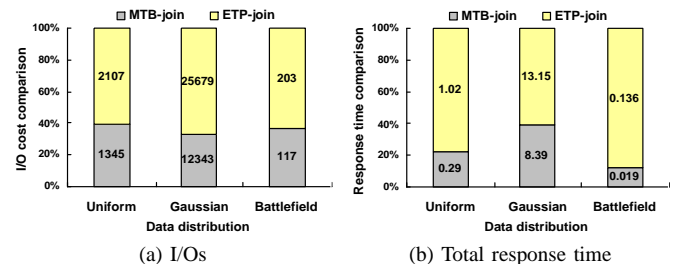 MTB-join ETP-join
I/O cost comparison
100%
80%
60%
40%
20%
0%
2107 25679 203
1345 12343 117
Uniform Gaussian Battlefield
Data distribution
(a) I/Os
MTB-join ETP-join
Response time comparison
100%
80%
60%
40%
20%
0%
1.02 13.15 0.136
0.29 8.39 0.019
Uniform Gaussian Battlefield
Data distribution
(b) Total response time